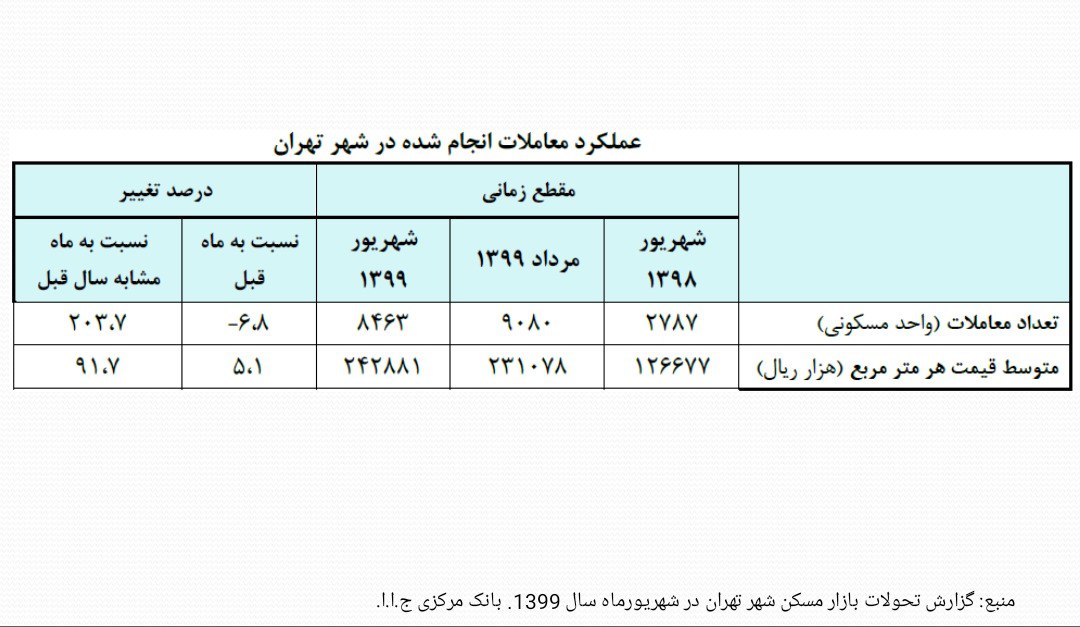 عملکرد معاملات انجام شده در شهر تهران
مقطع زمانی درصد تغییر
شهریور ۱۳۹۸ مرداد ۱۳۹۹ شهریور ۱۳۹۹ نسبت به ماه قبل نسبت به ماه مشابه سال قبل
تعداد معاملات (واحد مسکونی) ۲۷۸۷ ۹۰۸۰ ۸۴۶۳ -۶،۸ ۲۰۳،۷
متوسط قیمت هر متر مربع (هزار ریال) ۱۲۶۶۷۷ ۲۳۱۰۷۸ ۲۴۲۸۸۱ ۵،۱ ۹۱،۷
منبع: گزارش تحولات بازار مسکن شهر تهران در شهریورماه سال 1399. بانک مرکزی ج.ا.ا.